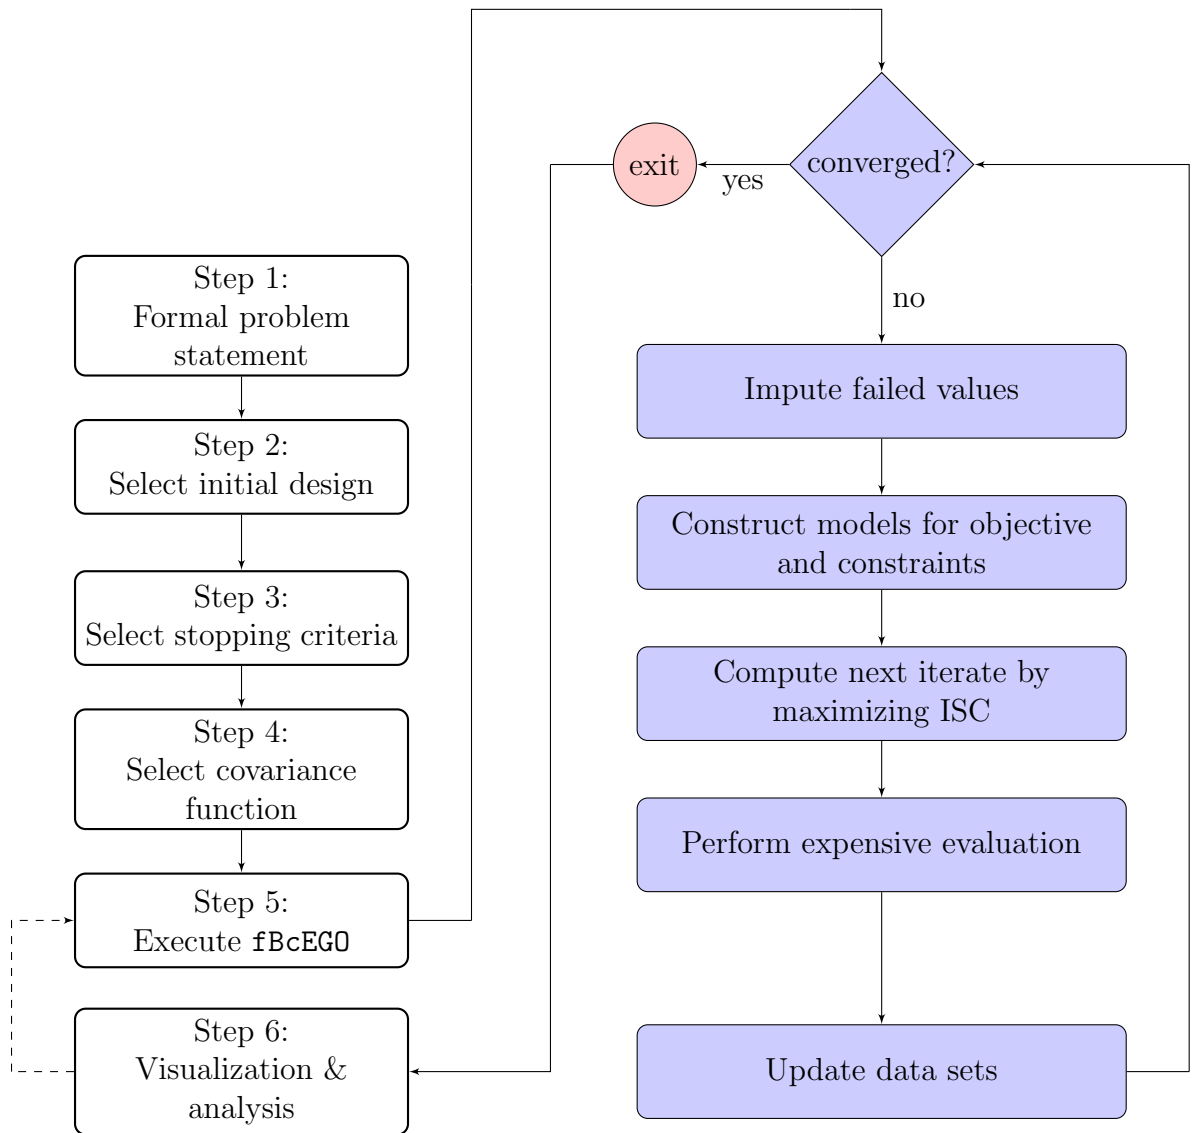 Step 1:
Formal problem
statement
Step 2:
Select initial design
Step 3:
Select stopping criteria
Step 4:
Select covariance
function
Step 5:
Execute fBcEGO
Step 6:
Visualization &
analysis
exit
yes
converged?
no
Impute failed values
Construct models for objective
and constraints
Compute next iterate by
maximizing ISC
Perform expensive evaluation
Update data sets